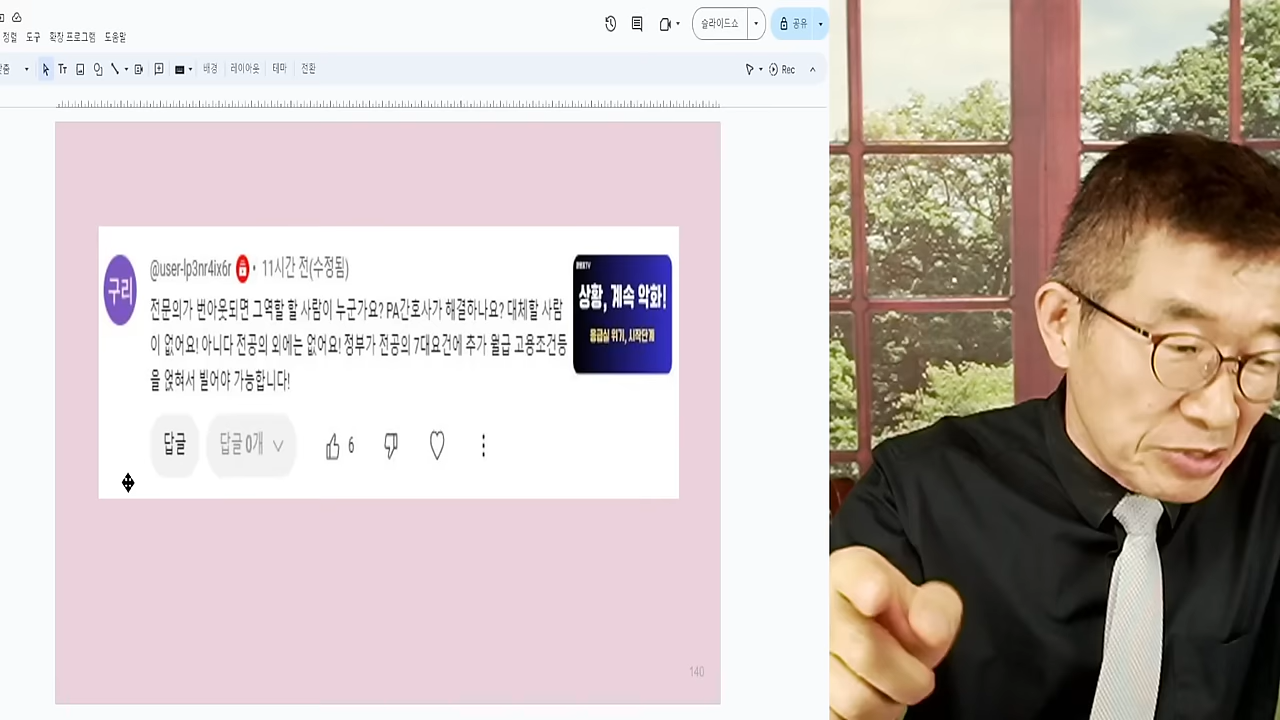 정렬 도구 확장 프로그램 도움말
슬라이드쇼
공유
배경 레이아웃 테마 전환
Rec
구리
@user-lp3nr4ix6r · 11시간 전(수정됨)
전문의가 번아웃되면 그역할 할 사람이 누군가요? PA간호사가 해결하나요? 대체할 사람
이 없어요! 아니다 전공의 외에는 없어요! 정부가 전공의 7대요건에 추가 월급 고용조건등
을 얹혀서 빌어야 가능합니다!
상황, 계속 악화!
응급실 위기, 시작단계
답글
답글 0개
6
140